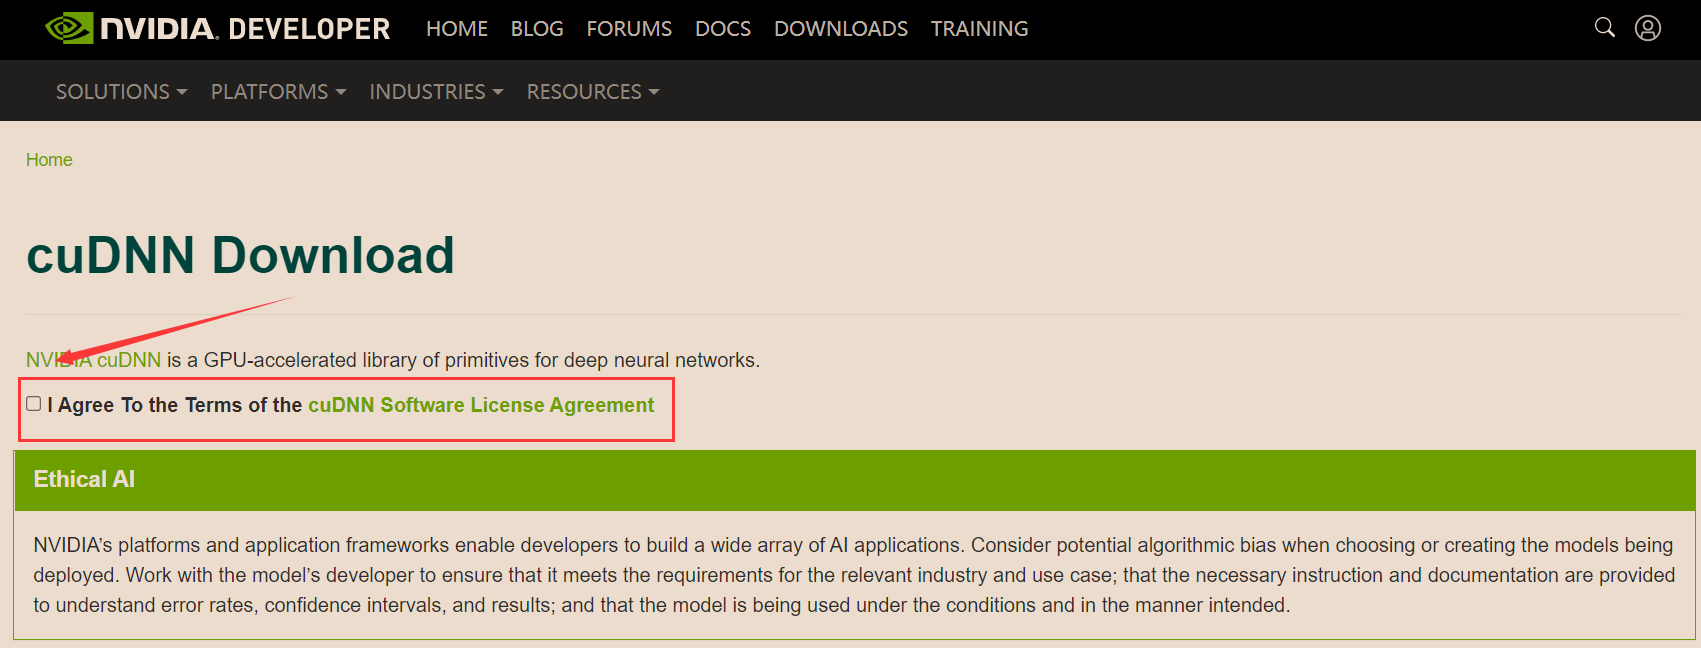 NVIDIA. DEVELOPER HOME BLOG FORUMS DOCS DOWNLOADS TRAINING
SOLUTIONS PLATFORMS INDUSTRIES RESOURCES
Home
cuDNN Download
NVIDIA cuDNN is a GPU-accelerated library of primitives for deep neural networks.
I Agree To the Terms of the cuDNN Software License Agreement
Ethical AI
NVIDIA’s platforms and application frameworks enable developers to build a wide array of AI applications. Consider potential algorithmic bias when choosing or creating the models being
deployed. Work with the model’s developer to ensure that it meets the requirements for the relevant industry and use case; that the necessary instruction and documentation are provided
to understand error rates, confidence intervals, and results; and that the model is being used under the conditions and in the manner intended.